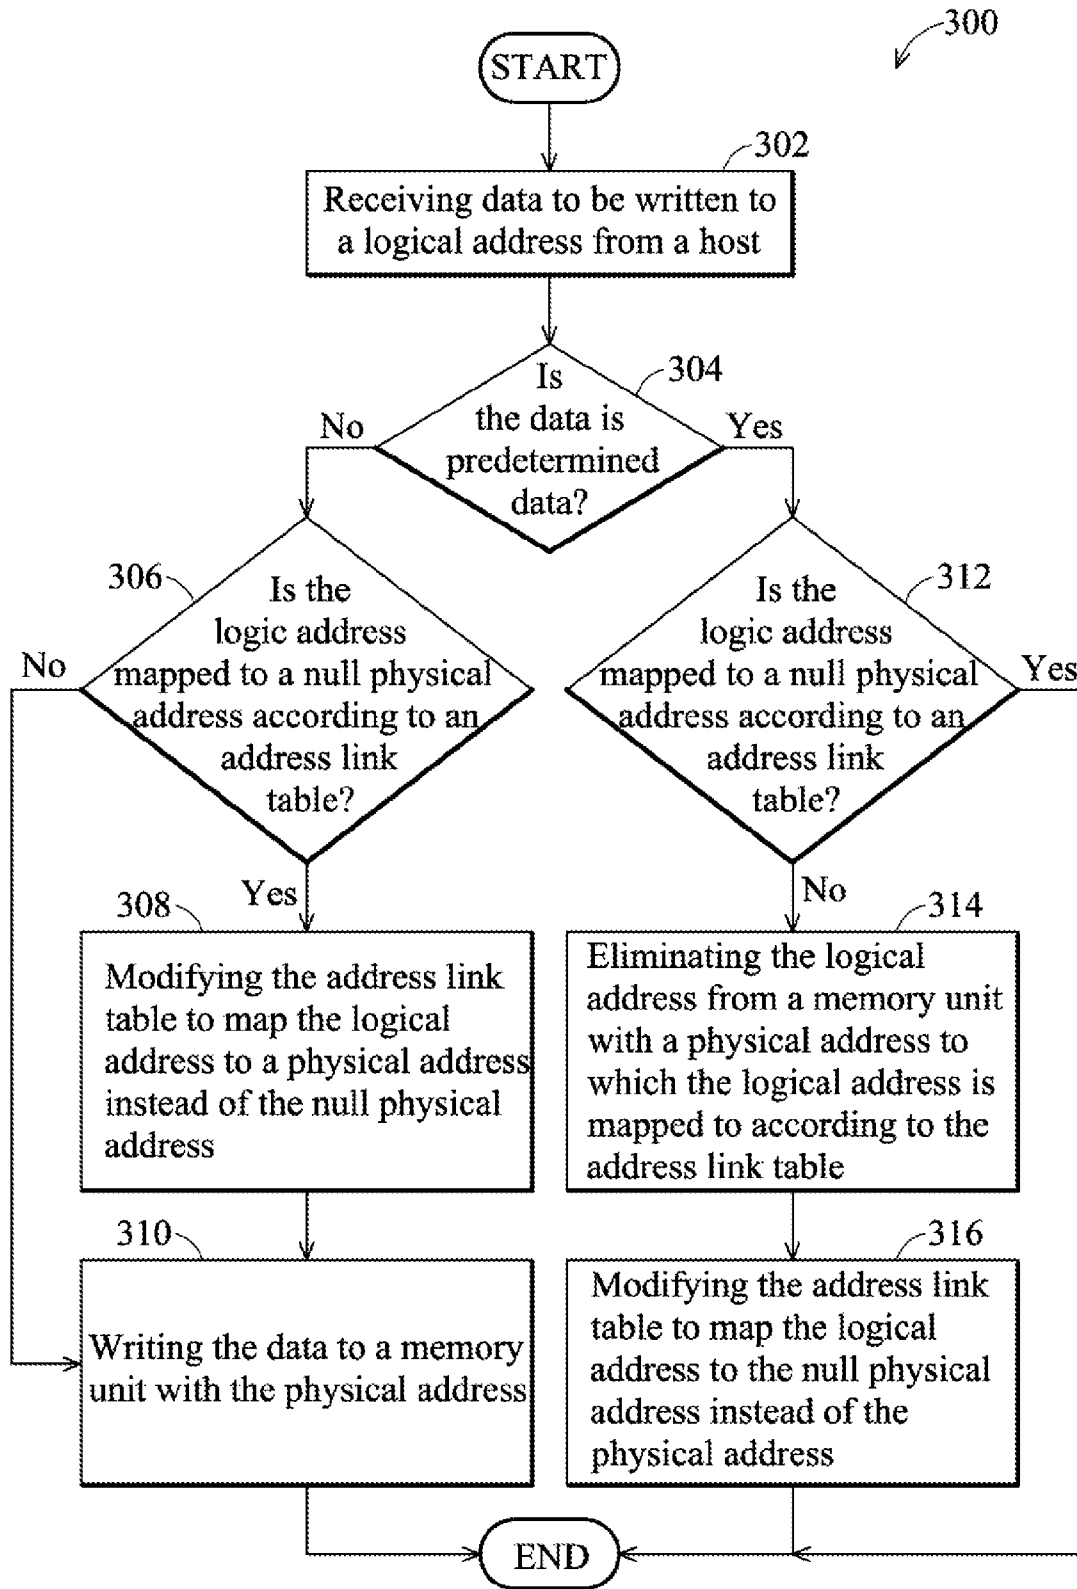 300
START
302
Receiving data to be written to
a logical address from a host
304
Is
the data is
predetermined
data?
No
Yes
306
Is the
logic address
mapped to a null physical
address according to an
address link
table?
No
Yes
312
Is the
logic address
mapped to a null physical
address according to an
address link
table?
Yes
No
308
Modifying the address link
table to map the logical
address to a physical address
instead of the null physical
address
314
Eliminating the logical
address from a memory unit
with a physical address to
which the logical address is
mapped to according to the
address link table
310
Writing the data to a memory
unit with the physical address
316
Modifying the address link
table to map the logical
address to the null physical
address instead of the
physical address
END